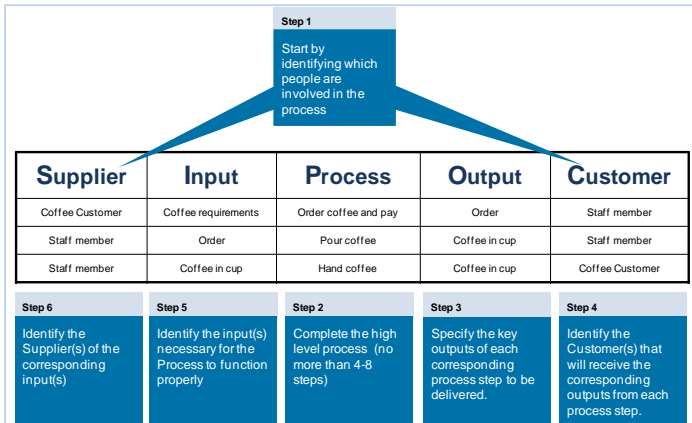 Step 1
Start by
identifying which
people are
involved in the
process
Supplier Input Process Output Customer
Coffee Customer Coffee requirements Order coffee and pay Order Staff member
Staff member Order Pour coffee Coffee in cup Staff member
Staff member Coffee in cup Hand coffee Coffee in cup Coffee Customer
Step 6
Identify the
Supplier(s) of the
corresponding
input(s)
Step 5
Identify the input(s)
necessary for the
Process to function
properly
Step 2
Complete the high
level process (no
more than 4-8
steps)
Step 3
Specify the key
outputs of each
corresponding
process step to be
delivered.
Step 4
Identify the
Customer(s) that
will receive the
corresponding
outputs from each
process step.